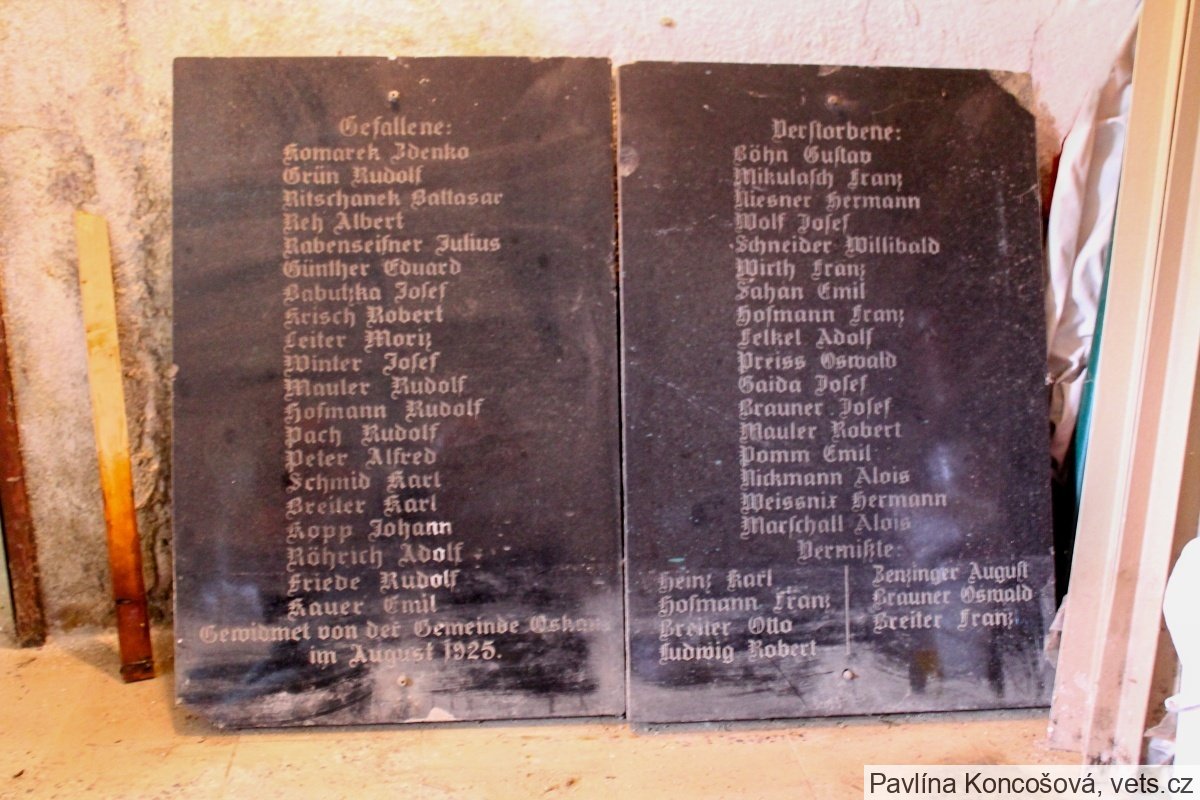 Gefallene:
Komarek Zdenko
Grün Rudolf
Ritschanek Baltasar
Reh Albert
Rabenseifner Julius
Günther Eduard
Babutzka Josef
Krisch Robert
Leiter Moriz
Winter Josef
Mauler Rudolf
Hofmann Rudolf
Pach Rudolf
Peter Alfred
Schmid Karl
Breiter Karl
Kopp Johann
Röhrich Adolf
Friede Rudolf
Kauer Emil
Gewidmet von der Gemeinde Oskau
im August 1925.
Verstorbene:
Böhn Gustav
Mikulasch Franz
Riesner Hermann
Wolf Josef
Schneider Willibald
Wirth Franz
Fahan Emil
Hofmann Franz
Felkel Adolf
Preiss Oswald
Gaida Josef
Brauner Josef
Mauler Robert
Pomm Emil
Nickmann Alois
Weissnix Hermann
Marschall Alois
Vermißte:
Heinz Karl
Hofmann Franz
Breiter Otto
Ludwig Robert
Zenzinger August
Brauner Oswald
Breiter Franz
Pavlína Koncošová, vets.cz